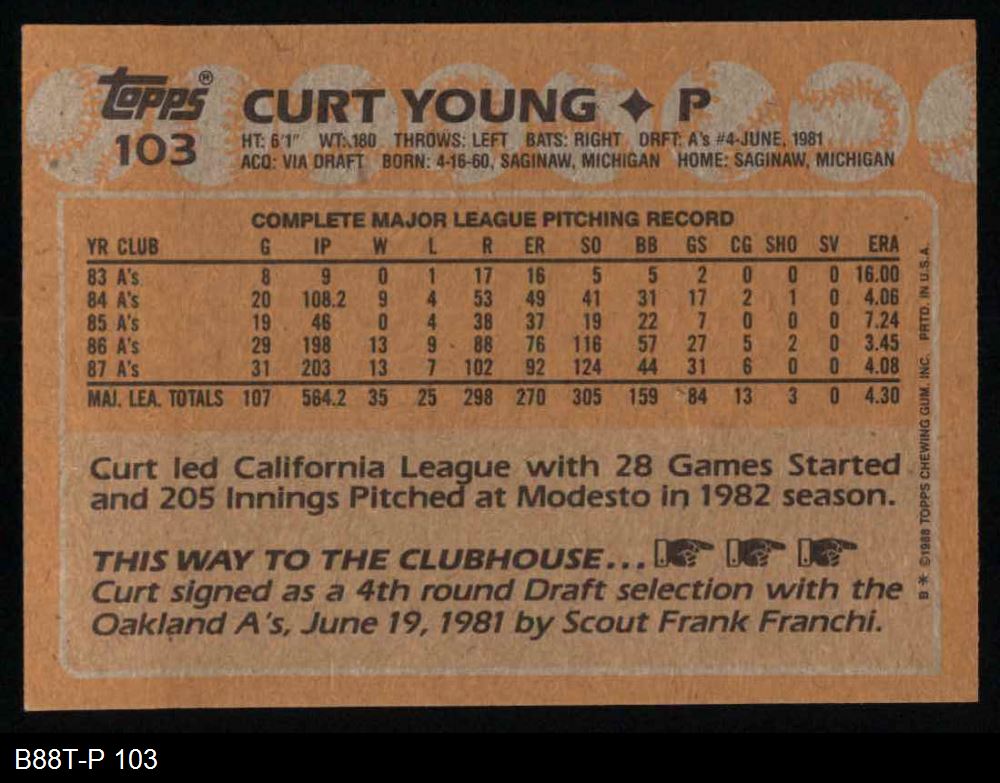 Topps®
103
CURT YOUNG ✦ P
HT: 6'1" WT: 180 THROWS: LEFT BATS: RIGHT DRFT: A's #4-JUNE, 1981
ACQ: VIA DRAFT BORN: 4-16-60, SAGINAW, MICHIGAN HOME: SAGINAW, MICHIGAN
COMPLETE MAJOR LEAGUE PITCHING RECORD
YR CLUB G IP W L R ER SO BB GS CG SHO SV ERA
83 A's 8 9 0 1 17 16 5 5 2 0 0 0 16.00
84 A's 20 108.2 9 4 53 49 41 31 17 2 1 0 4.06
85 A's 19 46 0 4 38 37 19 22 7 0 0 0 7.24
86 A's 29 198 13 9 88 76 116 57 27 5 2 0 3.45
87 A's 31 203 13 7 102 92 124 44 31 6 0 0 4.08
MAJ. LEA. TOTALS 107 564.2 35 25 298 270 305 159 84 13 3 0 4.30
Curt led California League with 28 Games Started
and 205 Innings Pitched at Modesto in 1982 season.
THIS WAY TO THE CLUBHOUSE...
Curt signed as a 4th round Draft selection with the
Oakland A's, June 19, 1981 by Scout Frank Franchi.
B* ©1988 TOPPS CHEWING GUM, INC. PRTD. IN U.S.A.
B88T-P 103